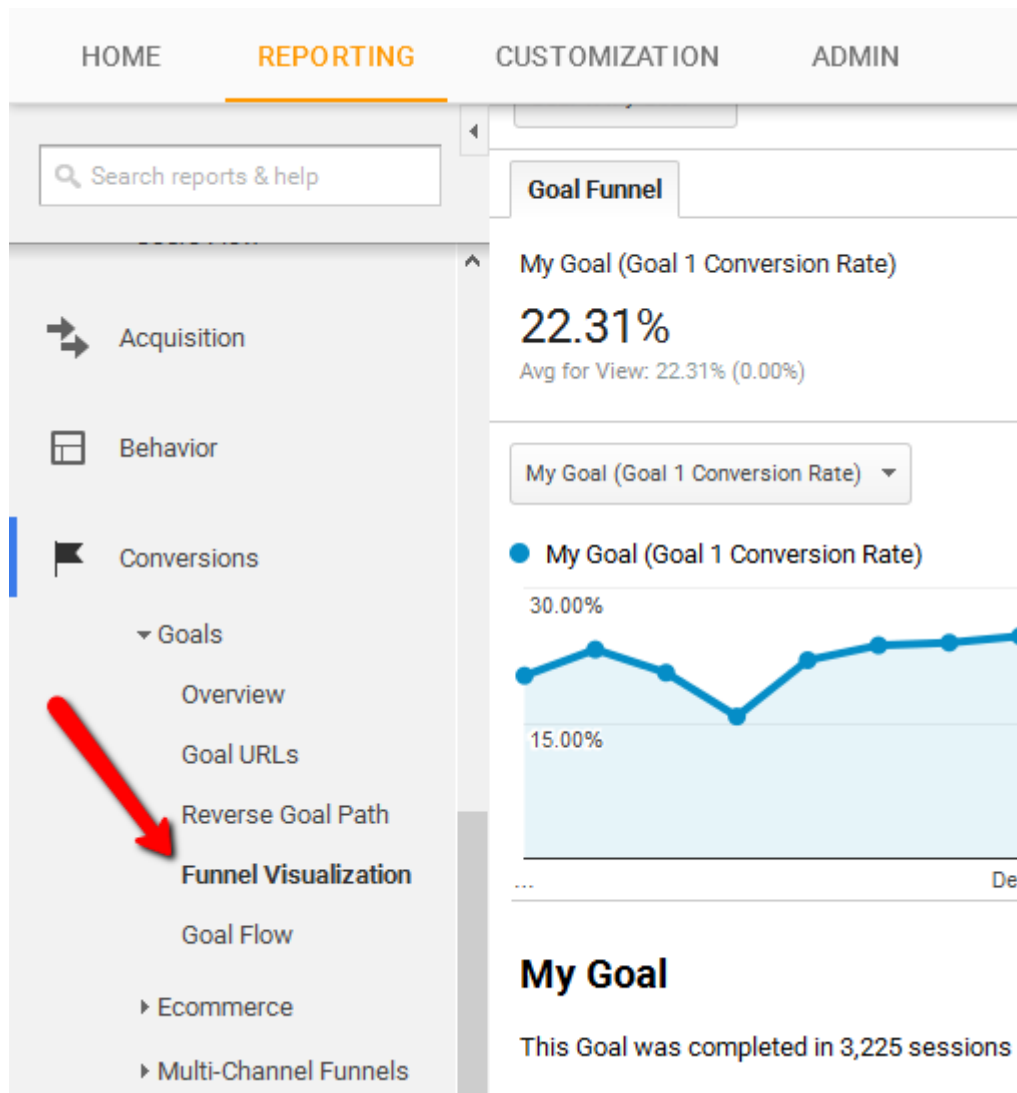 HOME REPORTING CUSTOMIZATION ADMIN
Search reports & help
Acquisition
Behavior
Conversions
Goals
Overview
Goal URLs
Reverse Goal Path
Funnel Visualization
Goal Flow
Ecommerce
Multi-Channel Funnels
Goal Funnel
My Goal (Goal 1 Conversion Rate)
22.31%
Avg for View: 22.31% (0.00%)
My Goal (Goal 1 Conversion Rate)
My Goal (Goal 1 Conversion Rate)
30.00%
15.00%
... De
My Goal
This Goal was completed in 3,225 sessions